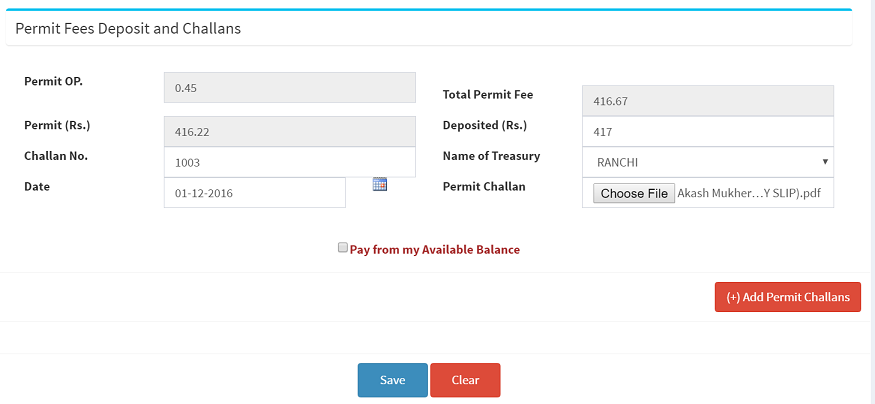 Permit Fees Deposit and Challans
Permit OP. 0.45
Total Permit Fee 416.67
Permit (Rs.) 416.22
Deposited (Rs.) 417
Challan No. 1003
Name of Treasury RANCHI
Date 01-12-2016
Permit Challan Choose File Akash Mukher…Y SLIP).pdf
Pay from my Available Balance
(+) Add Permit Challans
Save Clear